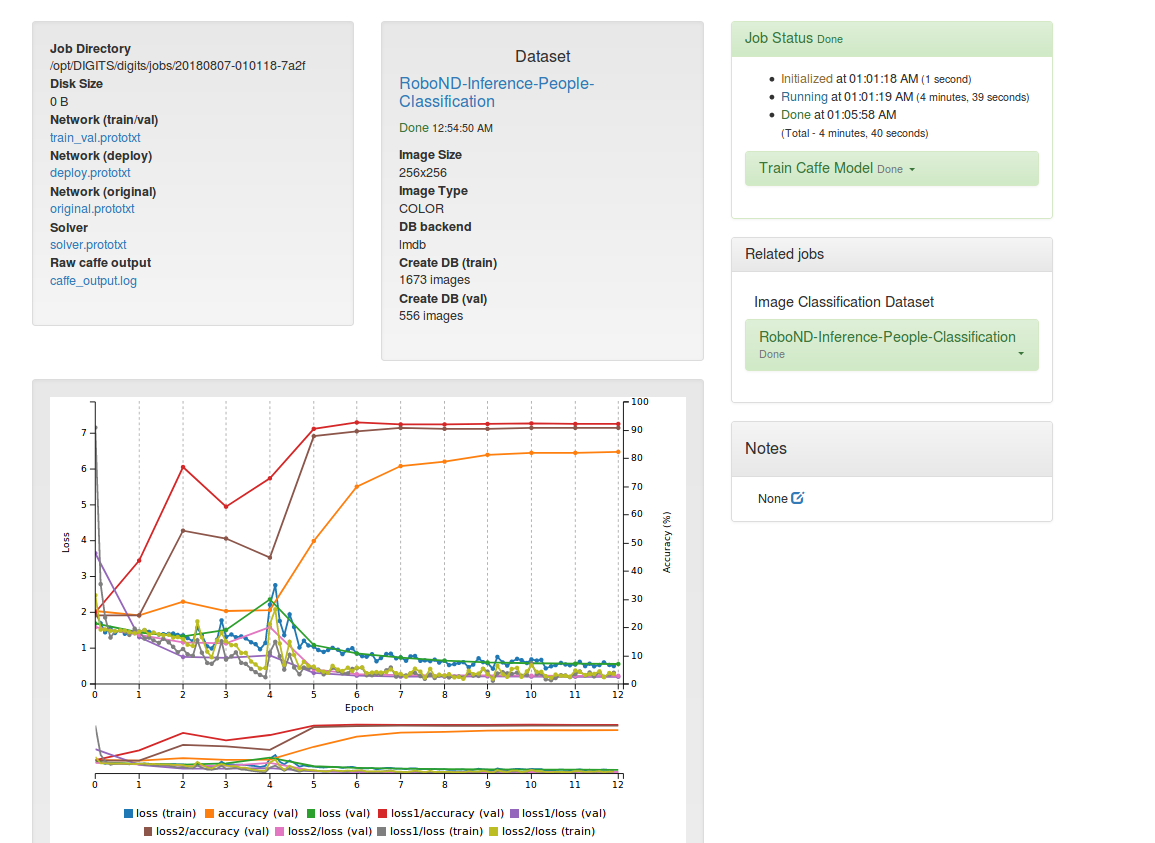 Job Directory
/opt/DIGITS/digits/jobs/20180807-010118-7a2f
Disk Size
0 B
Network (train/val)
train_val.prototxt
Network (deploy)
deploy.prototxt
Network (original)
original.prototxt
Solver
solver.prototxt
Raw caffe output
caffe_output.log
Dataset
RoboND-Inference-People-
Classification
Done 12:54:50 AM
Image Size
256x256
Image Type
COLOR
DB backend
lmdb
Create DB (train)
1673 images
Create DB (val)
556 images
Job Status Done
Initialized at 01:01:18 AM (1 second)
Running at 01:01:19 AM (4 minutes, 39 seconds)
Done at 01:05:58 AM
(Total - 4 minutes, 40 seconds)
Train Caffe Model Done
Related jobs
Image Classification Dataset
RoboND-Inference-People-Classification
Done
Notes
None
Loss
7
6
5
4
3
2
1
0
100
90
80
70
60
50
40
30
20
10
0
Accuracy (%)
0 1 2 3 4 5 6 7 8 9 10 11 12
Epoch
0 1 2 3 4 5 6 7 8 9 10 11 12
loss (train) accuracy (val) loss (val) loss1/accuracy (val) loss1/loss (val)
loss2/accuracy (val) loss2/loss (val) loss1/loss (train) loss2/loss (train)